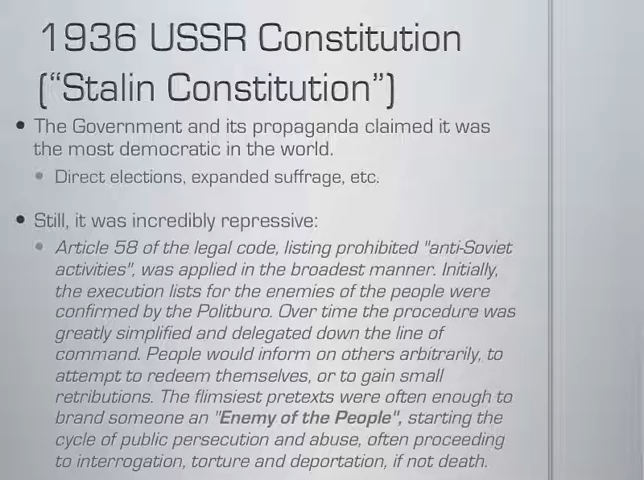 1936 USSR Constitution
("Stalin Constitution")
• The Government and its propaganda claimed it was
the most democratic in the world.
• Direct elections, expanded suffrage, etc.
• Still, it was incredibly repressive:
• Article 58 of the legal code, listing prohibited "anti-Soviet
activities", was applied in the broadest manner. Initially,
the execution lists for the enemies of the people were
confirmed by the Politburo. Over time the procedure was
greatly simplified and delegated down the line of
command. People would inform on others arbitrarily, to
attempt to redeem themselves, or to gain small
retributions. The flimsiest pretexts were often enough to
brand someone an "Enemy of the People", starting the
cycle of public persecution and abuse, often proceeding
to interrogation, torture and deportation, if not death.